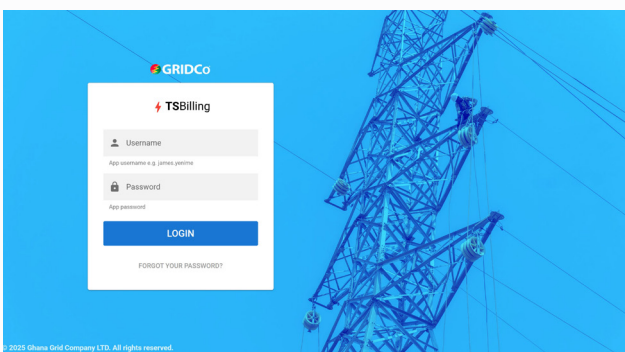 GRIDCo
TSBilling
Username
App username e.g. james.yenime
Password
App password
LOGIN
FORGOT YOUR PASSWORD?
© 2025 Ghana Grid Company LTD. All rights reserved.